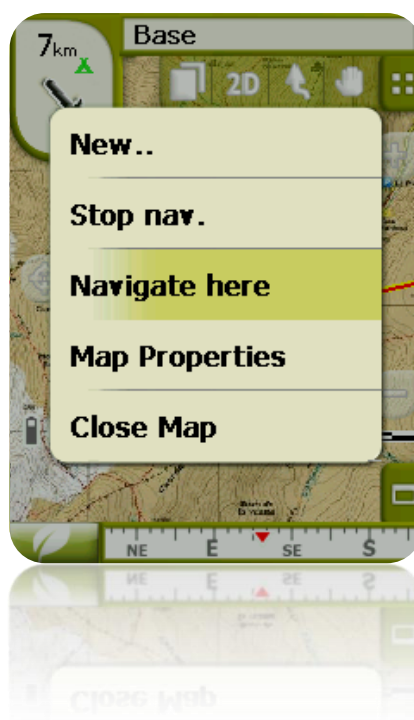 7km
Base
2D
New..
Stop nav.
Navigate here
Map Properties
Close Map
NE E SE S